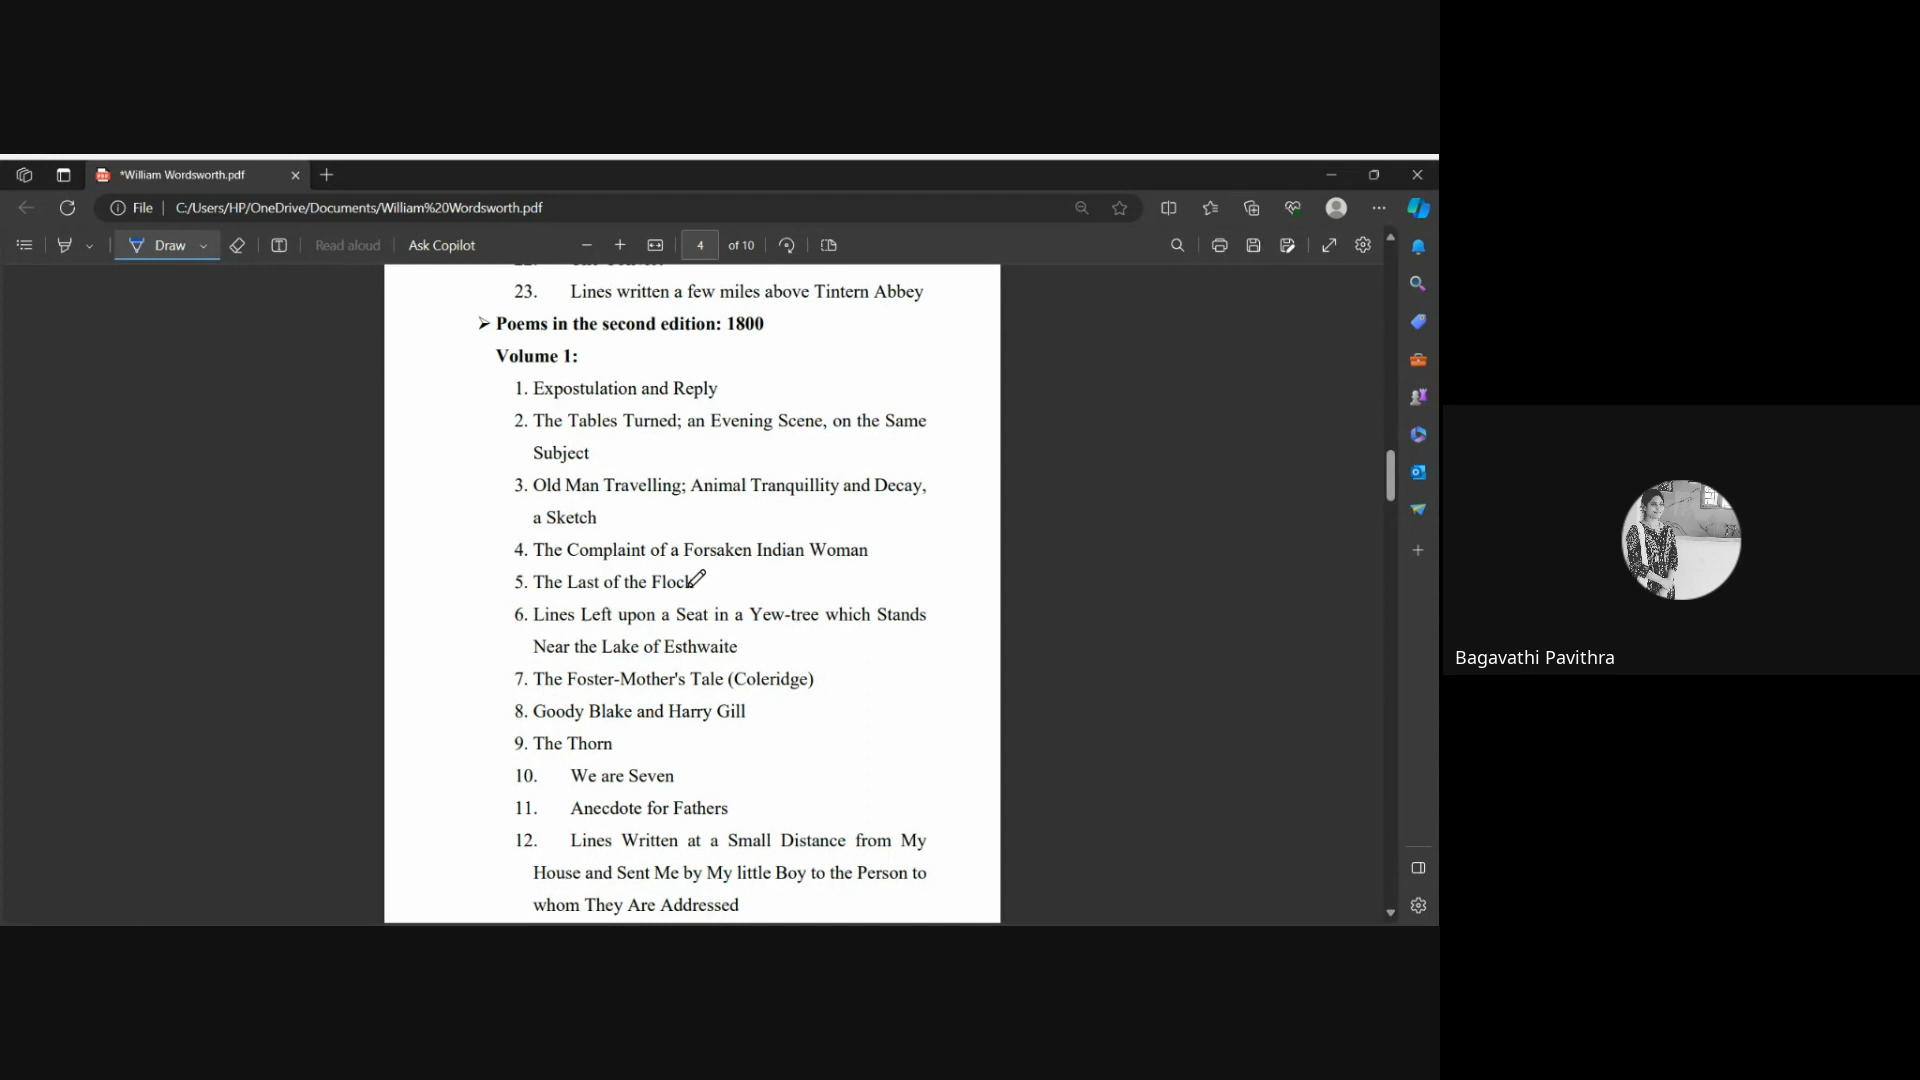 *William Wordsworth.pdf
File
C:/Users/HP/OneDrive/Documents/William%20Wordsworth.pdf
Draw
Read aloud
Ask Copilot
4
of 10
23. Lines written a few miles above Tintern Abbey
➢ Poems in the second edition: 1800
Volume 1:
1. Expostulation and Reply
2. The Tables Turned; an Evening Scene, on the Same
Subject
3. Old Man Travelling; Animal Tranquillity and Decay,
a Sketch
4. The Complaint of a Forsaken Indian Woman
5. The Last of the Flock
6. Lines Left upon a Seat in a Yew-tree which Stands
Near the Lake of Esthwaite
7. The Foster-Mother's Tale (Coleridge)
8. Goody Blake and Harry Gill
9. The Thorn
10. We are Seven
11. Anecdote for Fathers
12. Lines Written at a Small Distance from My
House and Sent Me by My little Boy to the Person to
whom They Are Addressed
Bagavathi Pavithra